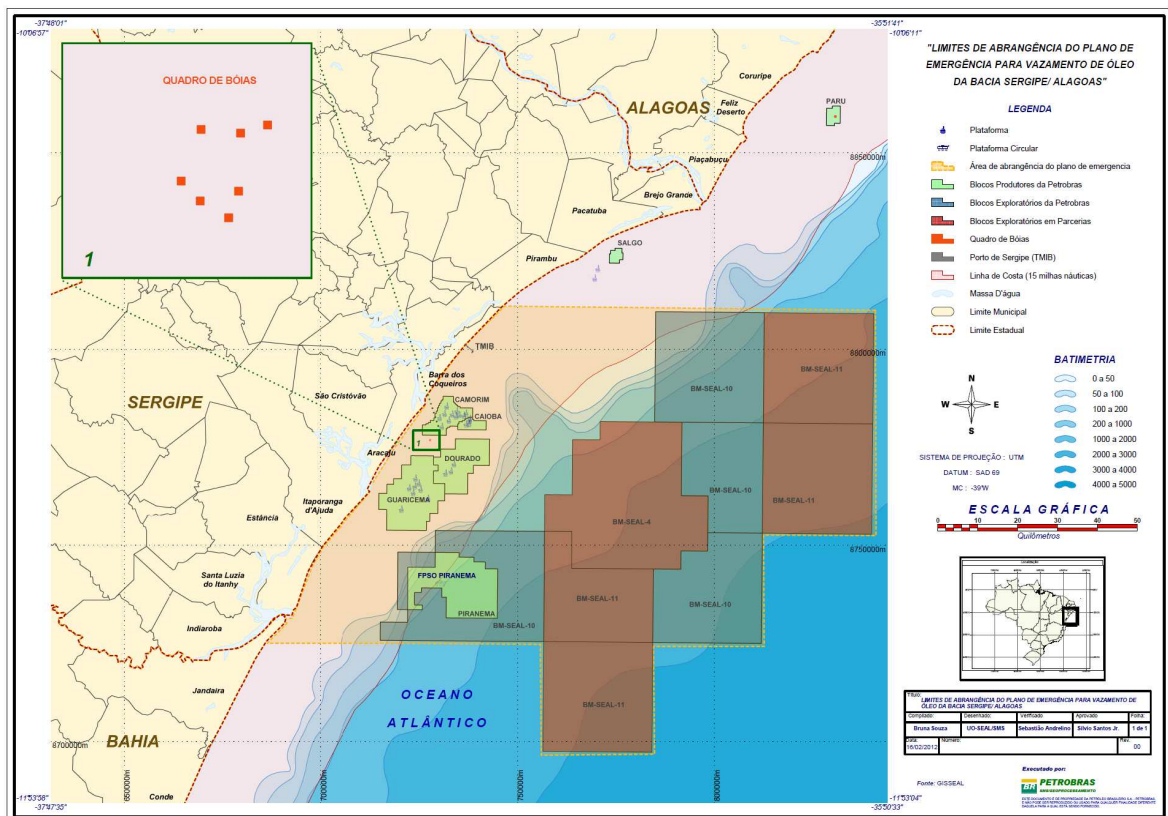 -37°48'01"
-10°06'57"
-35°51'41"
-10°06'11"
QUADRO DE BÓIAS
1
ALAGOAS
Coruripe
Feliz
Deserto
PARU
Piaçabuçu
8850000m
Brejo Grande
Pacatuba
SALGO
Pirambu
TMIB
8800000m
Barra dos
Coqueiros
BM-SEAL-10
BM-SEAL-11
SERGIPE
São Cristóvão
CAMORIM
CAIOBA
1
Aracaju
DOURADO
BM-SEAL-10
BM-SEAL-11
GUARICEMA
Itaporanga
d'Ajuda
BM-SEAL-4
Estância
8750000m
Santa Luzia
do Itanhy
FPSO PIRANEMA
PIRANEMA
BM-SEAL-11
BM-SEAL-10
BM-SEAL-10
Indiaroba
Jandaira
OCEANO
ATLÂNTICO
BM-SEAL-11
BAHIA
8700000m
Conde
650000m
700000m
750000m
800000m
-11°53'58"
-37°47'35"
-11°53'04"
-35°50'33"
"LIMITES DE ABRANGÊNCIA DO PLANO DE
EMERGÊNCIA PARA VAZAMENTO DE ÓLEO
DA BACIA SERGIPE/ ALAGOAS"
LEGENDA
Plataforma
Plataforma Circular
Área de abrangência do plano de emergencia
Blocos Produtores da Petrobras
Blocos Exploratórios da Petrobras
Blocos Exploratórios em Parcerias
Quadro de Bóias
Porto de Sergipe (TMIB)
Linha de Costa (15 milhas náuticas)
Massa D'água
Limite Municipal
Limite Estadual
BATIMETRIA
0 a 50
50 a 100
100 a 200
200 a 1000
1000 a 2000
2000 a 3000
3000 a 4000
4000 a 5000
N
W E
S
SISTEMA DE PROJEÇÃO : UTM
DATUM : SAD 69
MC : -39°W
ESCALA GRÁFICA
0 10 20 30 40 50
Quilômetros
Título:
LIMITES DE ABRANGÊNCIA DO PLANO DE EMERGÊNCIA PARA VAZAMENTO DE
ÓLEO DA BACIA SERGIPE/ ALAGOAS
Compilado: Desenhado: Verificado Aprovado Folha:
Bruna Souza UO-SEAL/SMS Sebastião Andrelino Silvio Santos Jr. 1 de 1
Data: Número: Rev.
16/02/2012 00
Executado por:
Fonte: GISSEAL
BR PETROBRAS